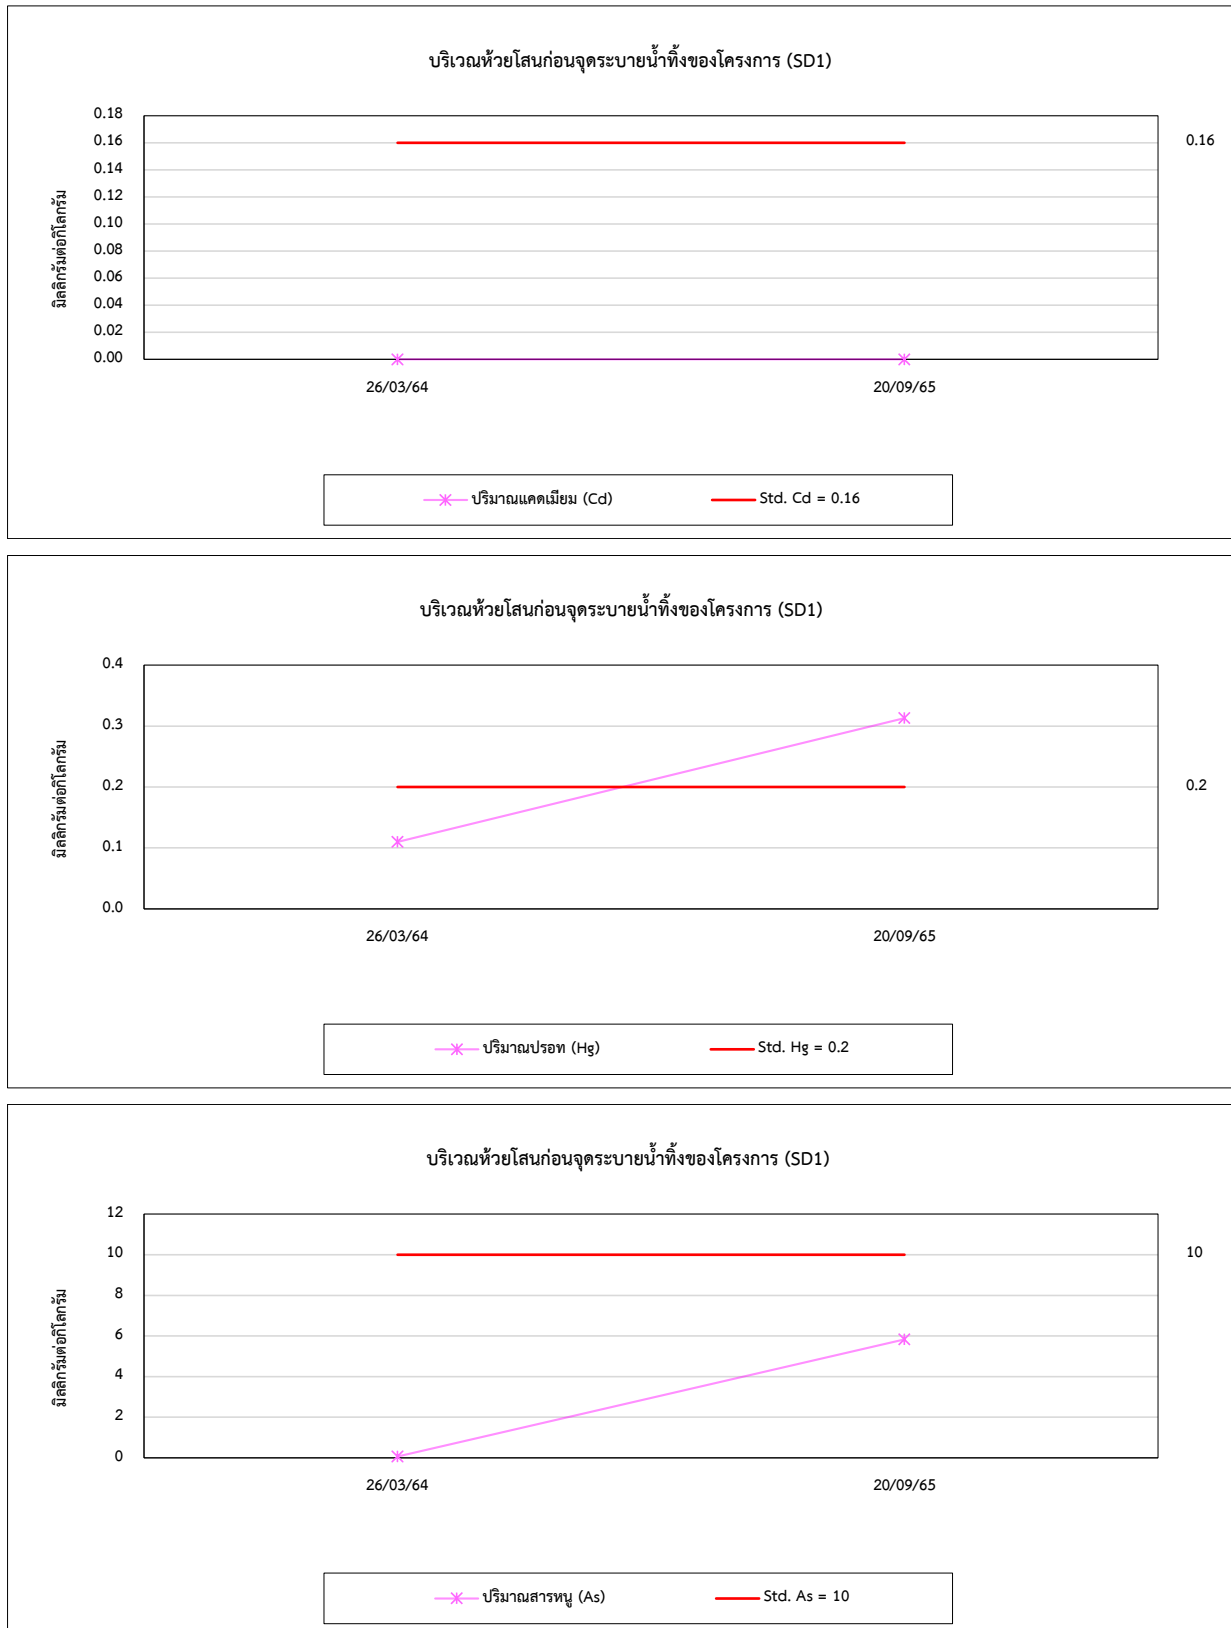 บริเวณห้วยโสนก่อนจุดระบายน้ำทิ้งของโครงการ (SD1)
0.18
0.16
0.14
0.12
0.10
0.08
0.06
0.04
0.02
0.00
มิลลิกรัมต่อกิโลกรัม
0.16
26/03/64
20/09/65
ปริมาณแคดเมียม (Cd)
Std. Cd = 0.16
บริเวณห้วยโสนก่อนจุดระบายน้ำทิ้งของโครงการ (SD1)
0.4
0.3
0.2
0.1
0.0
มิลลิกรัมต่อกิโลกรัม
0.2
26/03/64
20/09/65
ปริมาณปรอท (Hg)
Std. Hg = 0.2
บริเวณห้วยโสนก่อนจุดระบายน้ำทิ้งของโครงการ (SD1)
12
10
8
6
4
2
0
มิลลิกรัมต่อกิโลกรัม
10
26/03/64
20/09/65
ปริมาณสารหนู (As)
Std. As = 10